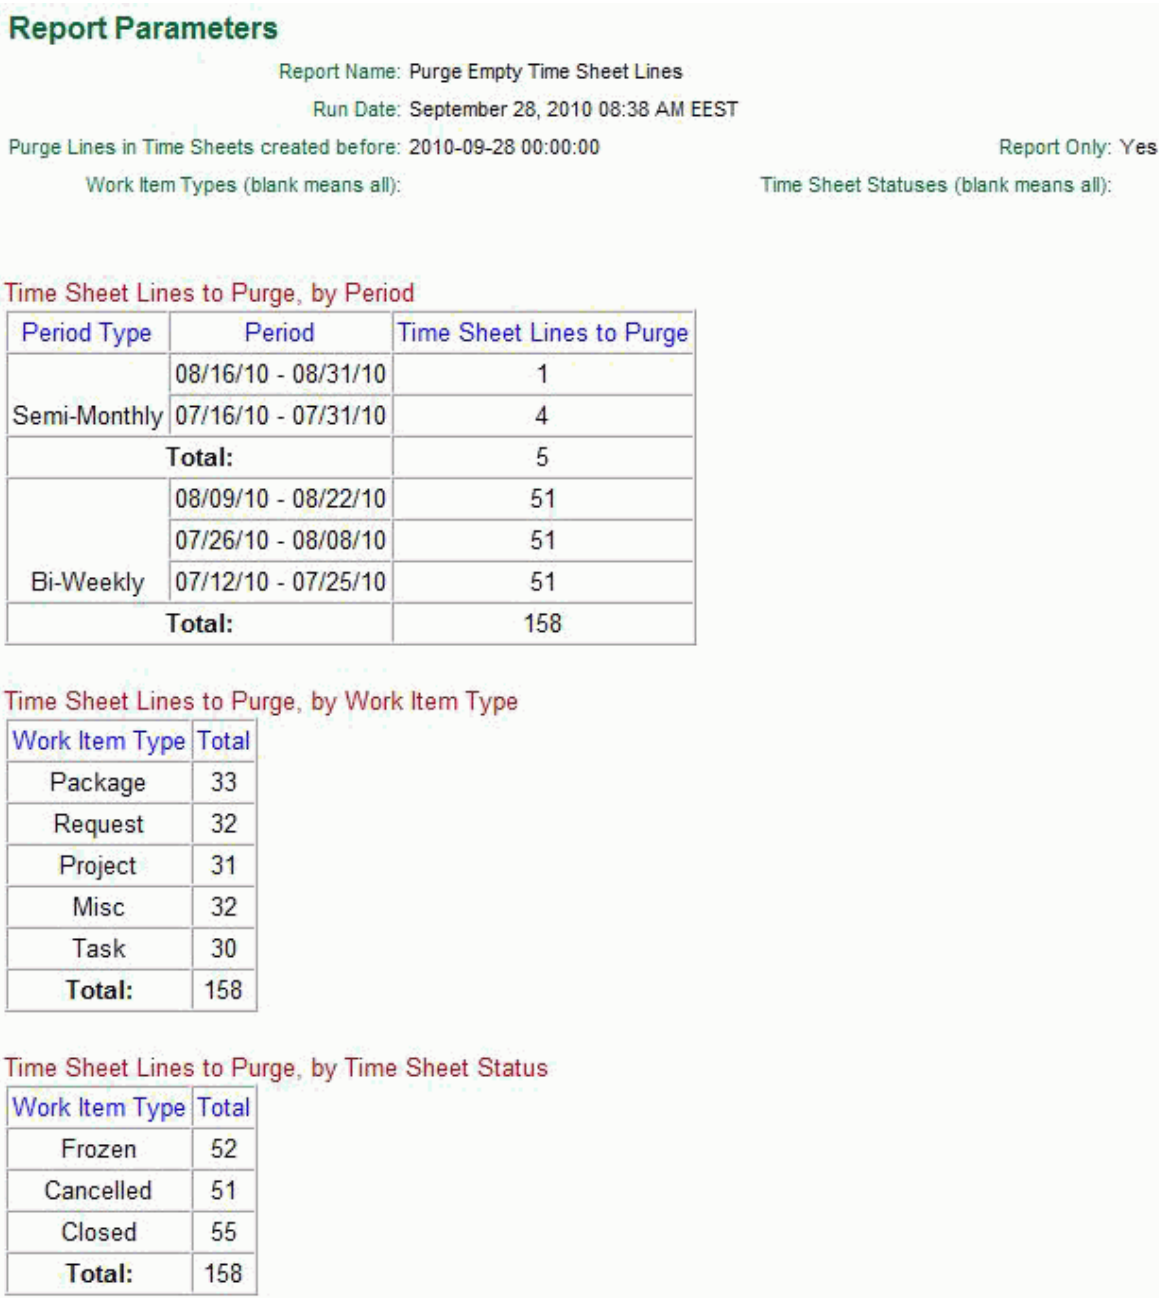 Report Parameters
Report Name: Purge Empty Time Sheet Lines
Run Date: September 28, 2010 08:38 AM EEST
Purge Lines in Time Sheets created before: 2010-09-28 00:00:00 Report Only: Yes
Work Item Types (blank means all): Time Sheet Statuses (blank means all):
Time Sheet Lines to Purge, by Period
Period Type Period Time Sheet Lines to Purge
08/16/10 - 08/31/10 1
Semi-Monthly 07/16/10 - 07/31/10 4
Total: 5
08/09/10 - 08/22/10 51
07/26/10 - 08/08/10 51
Bi-Weekly 07/12/10 - 07/25/10 51
Total: 158
Time Sheet Lines to Purge, by Work Item Type
Work Item Type Total
Package 33
Request 32
Project 31
Misc 32
Task 30
Total: 158
Time Sheet Lines to Purge, by Time Sheet Status
Work Item Type Total
Frozen 52
Cancelled 51
Closed 55
Total: 158